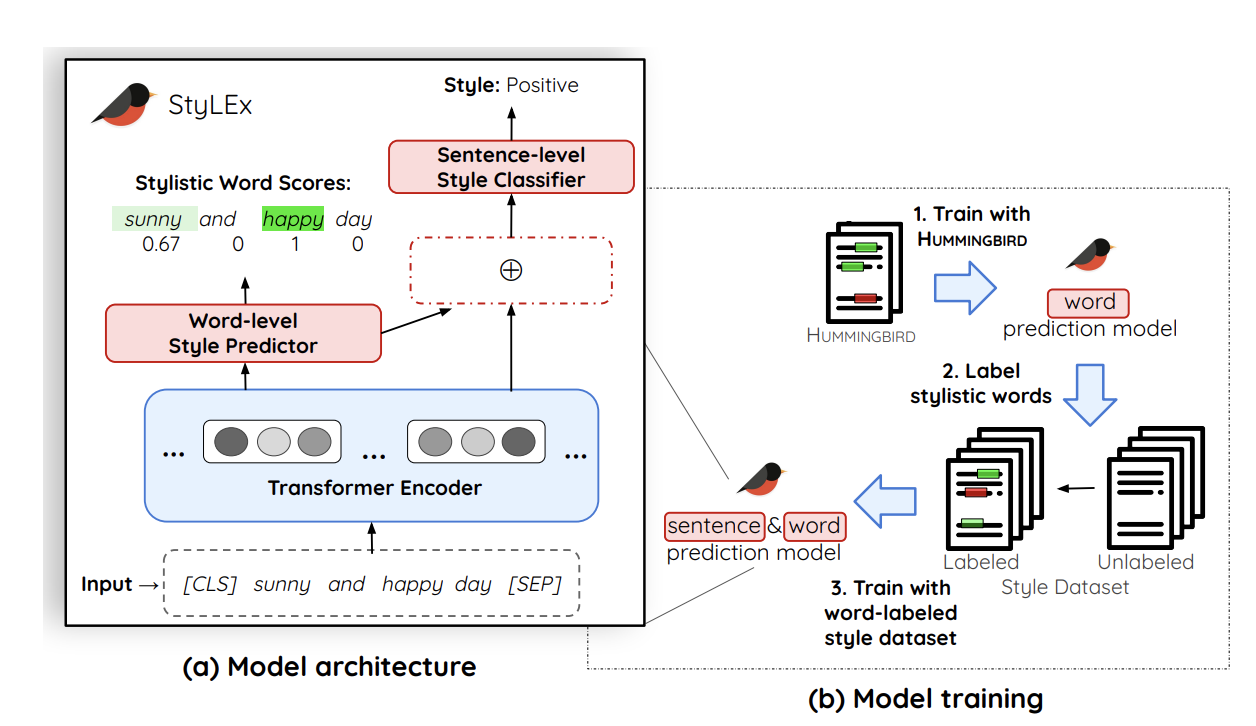 StyLEx
Style: Positive
Sentence-level
Style Classifier
Stylistic Word Scores:
sunny and happy day
0.67 0 1 0
⊕
Word-level
Style Predictor
... ... ...
Transformer Encoder
Input → [CLS] sunny and happy day [SEP]
(a) Model architecture
1. Train with
HUMMINGBIRD
HUMMINGBIRD
word
prediction model
2. Label
stylistic words
Labeled Unlabeled
Style Dataset
sentence & word
prediction model
3. Train with
word-labeled
style dataset
(b) Model training